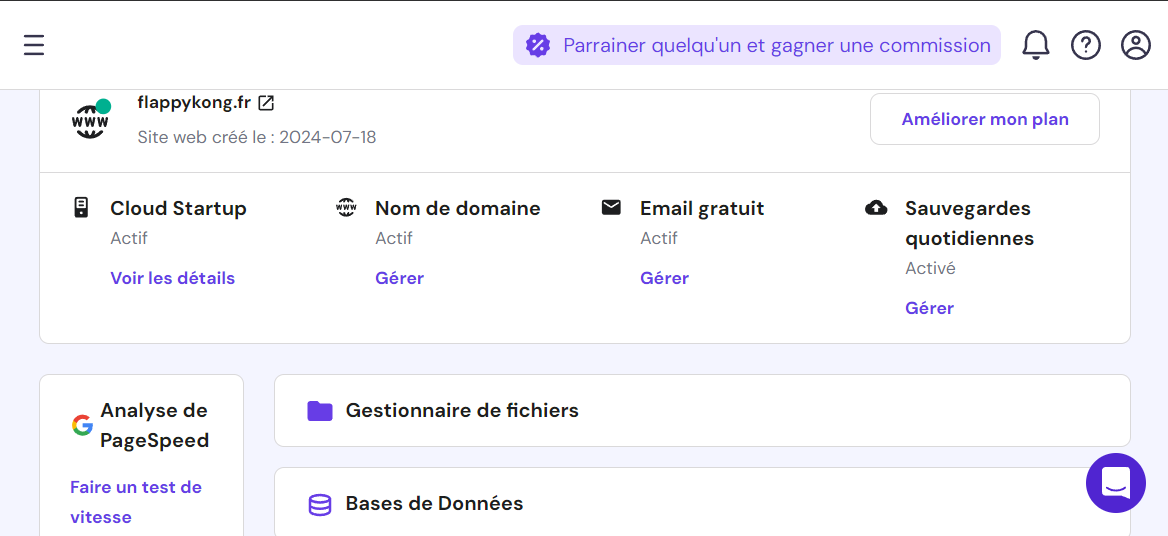 Parrainer quelqu'un et gagner une commission
flappykong.fr
Site web créé le : 2024-07-18
Améliorer mon plan
www
Cloud Startup
Actif
Voir les détails
www
Nom de domaine
Actif
Gérer
Email gratuit
Actif
Gérer
Sauvegardes
quotidiennes
Activé
Gérer
Analyse de
PageSpeed
Faire un test de
vitesse
Gestionnaire de fichiers
Bases de Données